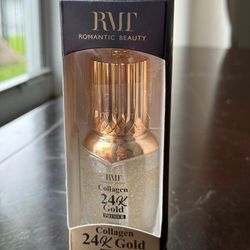 RMT
ROMANTIC BEAUTY
RMT
Collagen
24K
Gold
PRIMER
Collagen
24K Gold